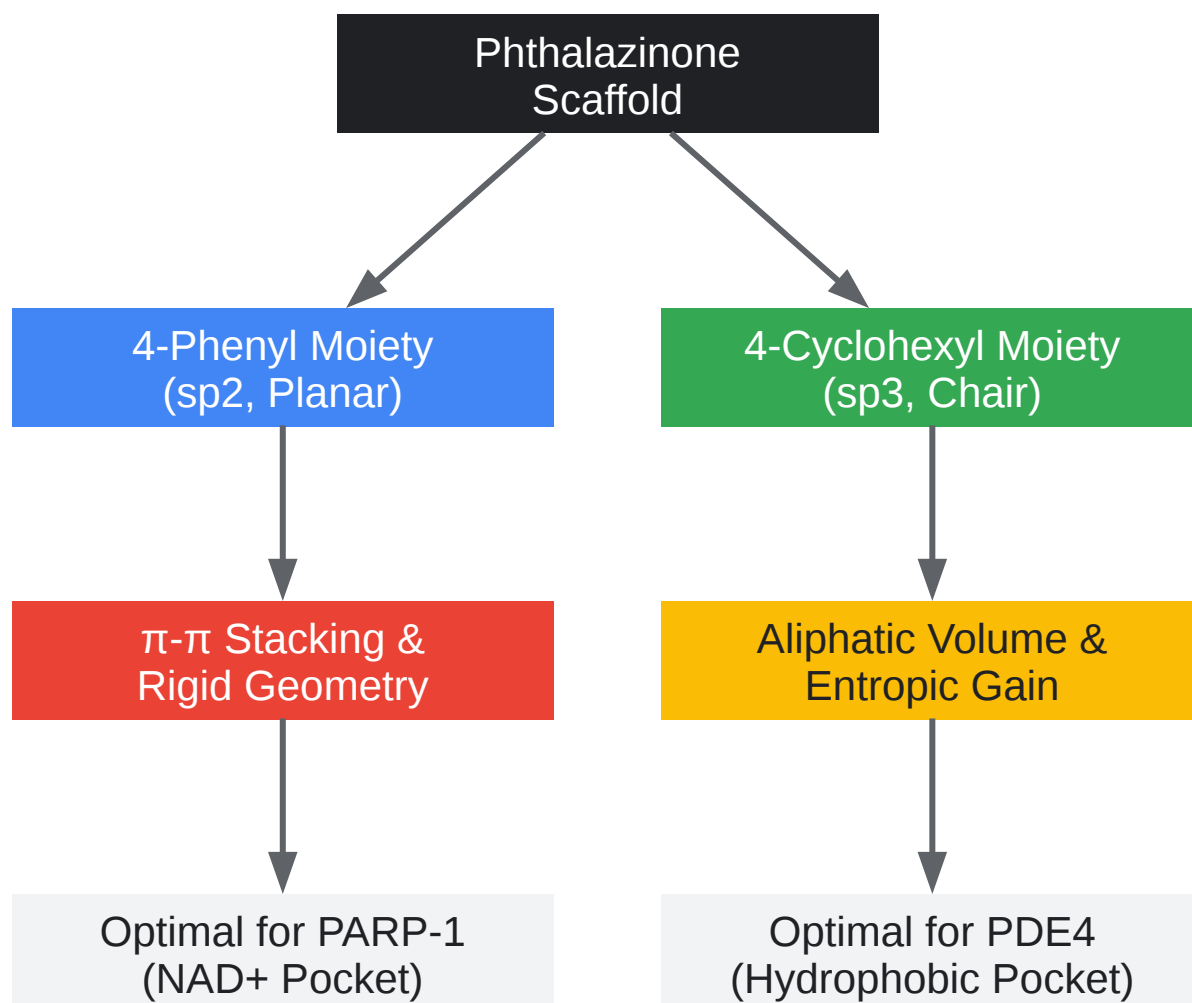 Phthalazinone
Scaffold
4-Phenyl Moiety
(sp2, Planar)
4-Cyclohexyl Moiety
(sp3, Chair)
π-π Stacking &
Rigid Geometry
Aliphatic Volume &
Entropic Gain
Optimal for PARP-1
(NAD+ Pocket)
Optimal for PDE4
(Hydrophobic Pocket)